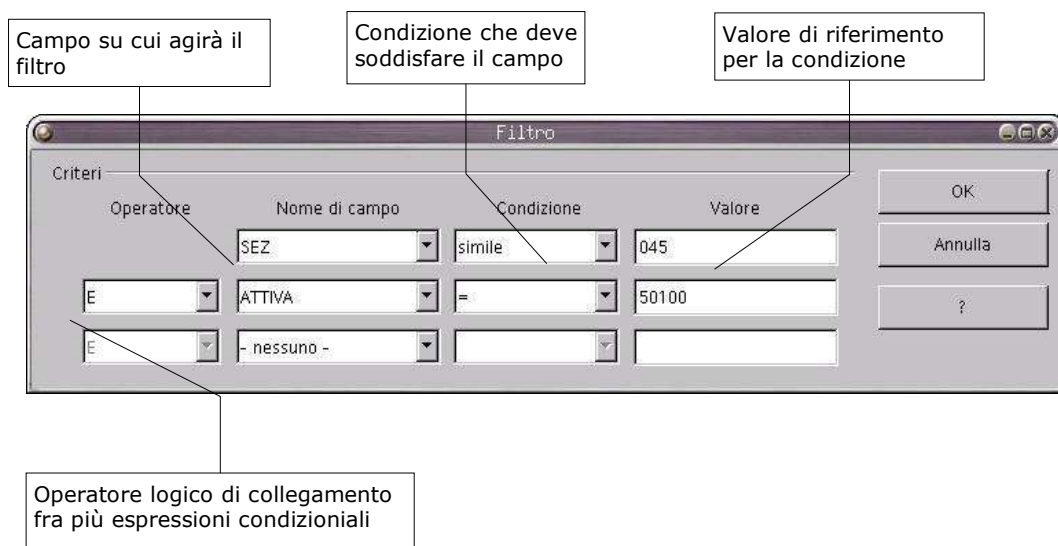 Campo su cui agirà il
filtro
Condizione che deve
soddisfare il campo
Valore di riferimento
per la condizione
Filtro
Criteri
Operatore Nome di campo Condizione Valore
SEZ simile 045
E ATTIVA = 50100
E - nessuno -
OK
Annulla
?
Operatore logico di collegamento
fra più espressioni condizioniali